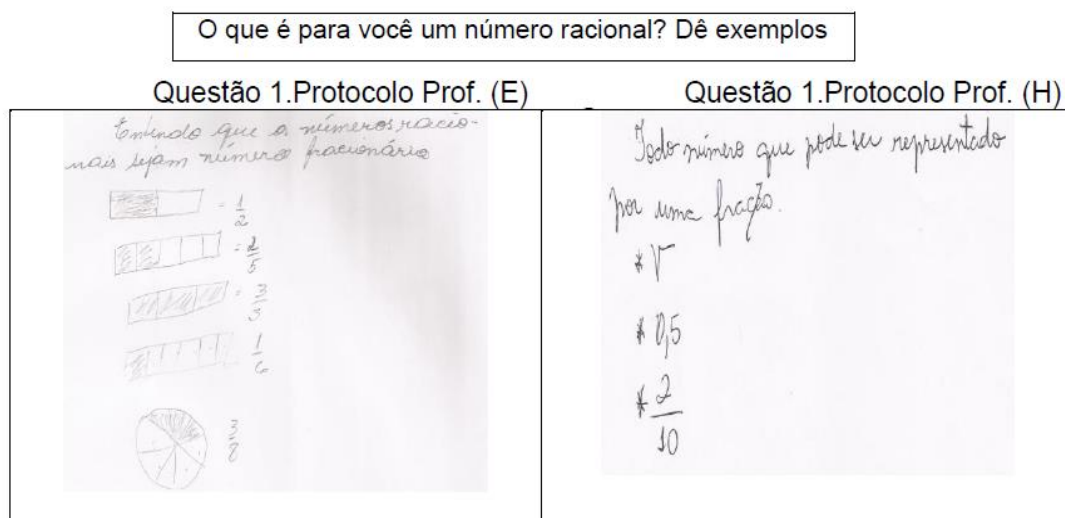 O que é para você um número racional? Dê exemplos
Questão 1.Protocolo Prof. (E)
Entendo que os números racio-
nais sejam número fracionário
= 1/2
= 2/5
= 3/3
1/6
3/8
Questão 1.Protocolo Prof. (H)
Todo número que pode ser representado
por uma fração.
* √
* 0,5
* 2/10